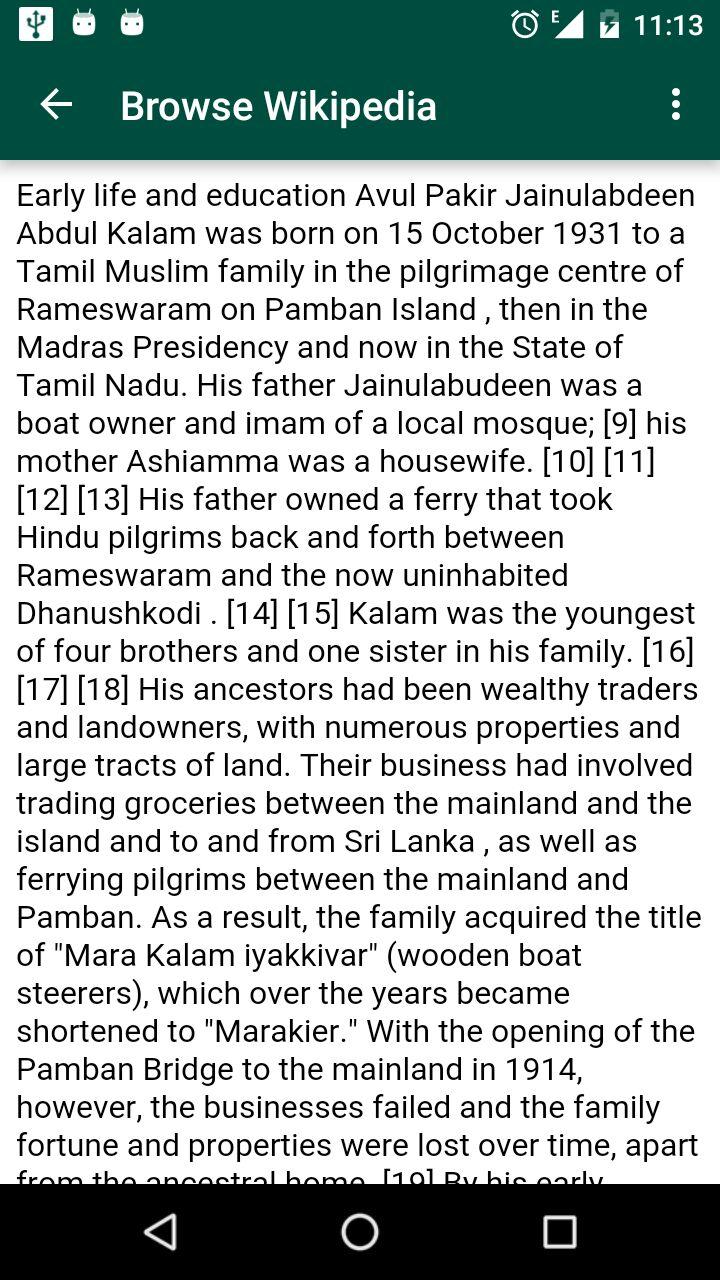 E 11:13
Browse Wikipedia
Early life and education Avul Pakir Jainulabdeen
Abdul Kalam was born on 15 October 1931 to a
Tamil Muslim family in the pilgrimage centre of
Rameswaram on Pamban Island , then in the
Madras Presidency and now in the State of
Tamil Nadu. His father Jainulabudeen was a
boat owner and imam of a local mosque; [9] his
mother Ashiamma was a housewife. [10] [11]
[12] [13] His father owned a ferry that took
Hindu pilgrims back and forth between
Rameswaram and the now uninhabited
Dhanushkodi . [14] [15] Kalam was the youngest
of four brothers and one sister in his family. [16]
[17] [18] His ancestors had been wealthy traders
and landowners, with numerous properties and
large tracts of land. Their business had involved
trading groceries between the mainland and the
island and to and from Sri Lanka , as well as
ferrying pilgrims between the mainland and
Pamban. As a result, the family acquired the title
of "Mara Kalam iyakkivar" (wooden boat
steerers), which over the years became
shortened to "Marakier." With the opening of the
Pamban Bridge to the mainland in 1914,
however, the businesses failed and the family
fortune and properties were lost over time, apart
from the ancestral home. [19] By his early